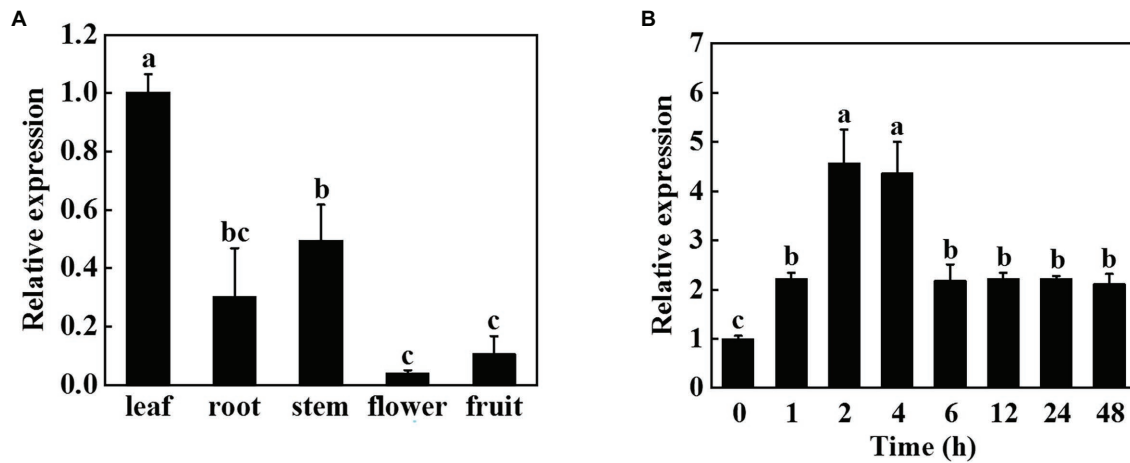 A
Relative expression
1.2
1.0
0.8
0.6
0.4
0.2
0.0
a
bc
b
c
c
leaf root stem flower fruit
B
Relative expression
7
6
5
4
3
2
1
0
c
b
a
a
b
b
b
b
0 1 2 4 6 12 24 48
Time (h)